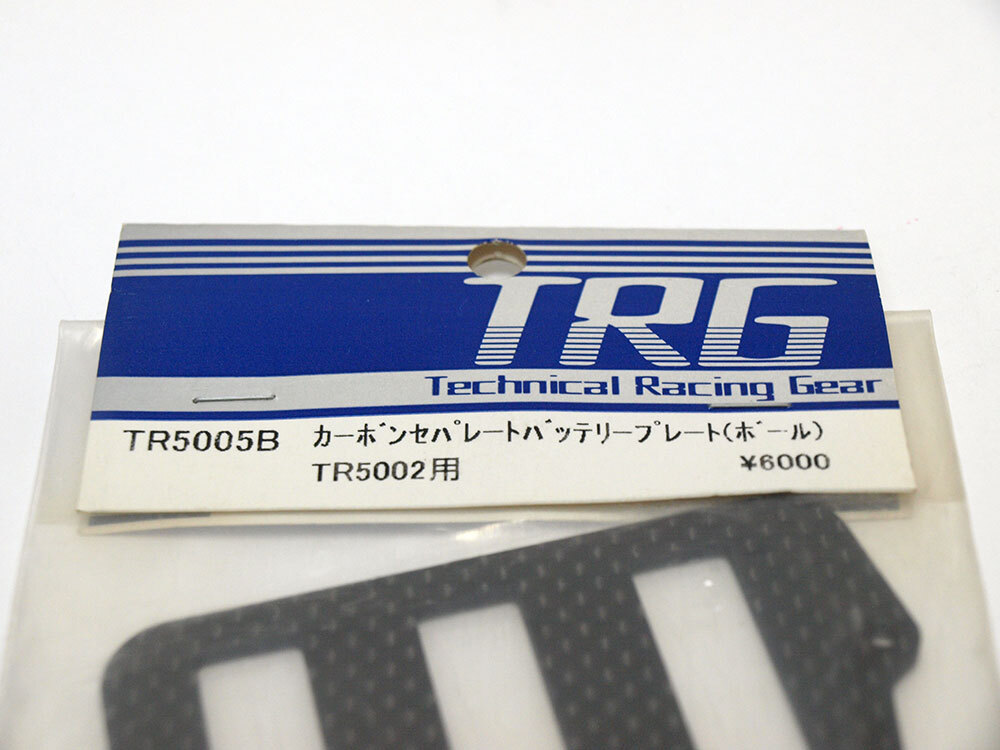 TRG
Technical Racing Gear
TR5005B カーボンセパレートバッテリープレート(ボール)
TR5002用 ¥6000